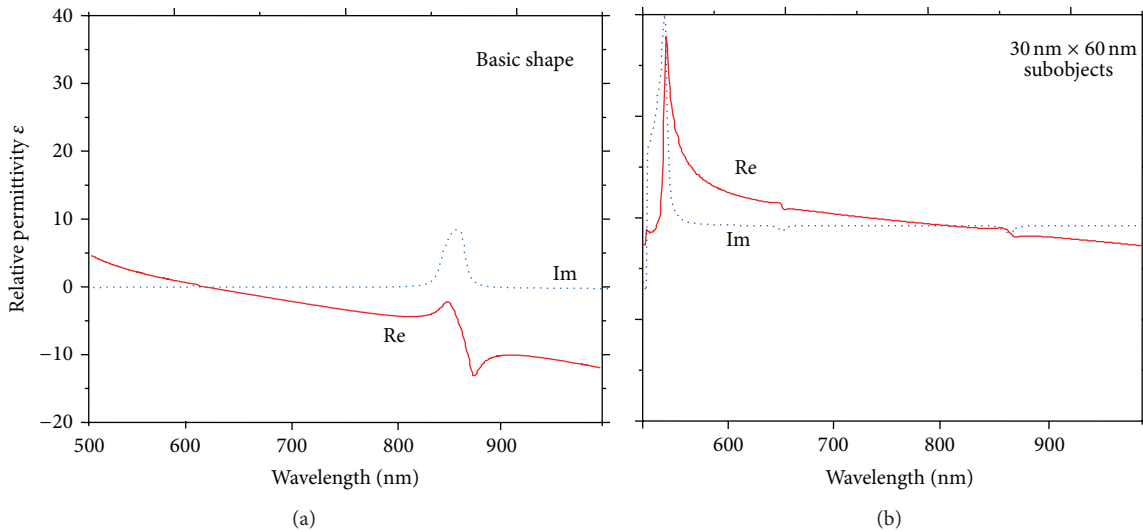 40
30
20
10
0
−10
−20
Relative permittivity ε
500
600
700
800
900
Wavelength (nm)
Basic shape
Im
Re
(a)
30 nm × 60 nm
subobjects
Re
Im
600
700
800
900
Wavelength (nm)
(b)